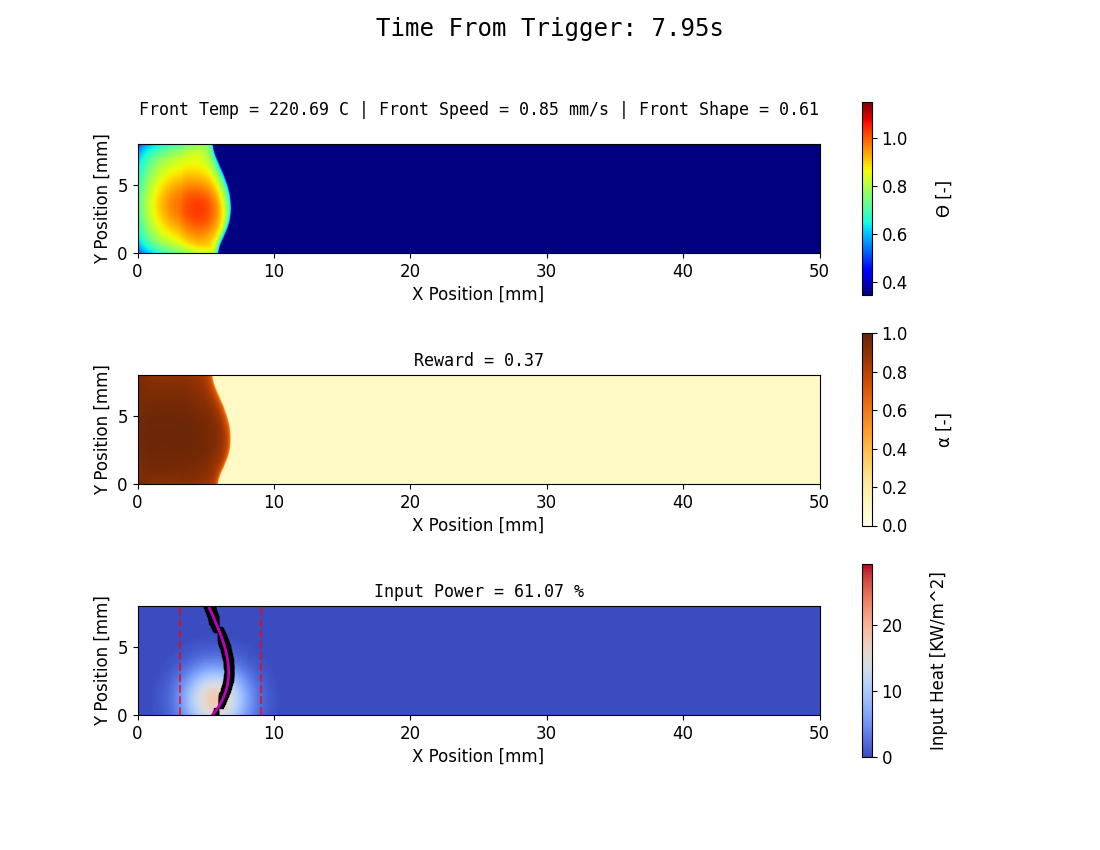 Time From Trigger: 7.95s
Front Temp = 220.69 C | Front Speed = 0.85 mm/s | Front Shape = 0.61
Y Position [mm]
5
0
0 10 20 30 40 50
X Position [mm]
1.0
0.8
0.6
0.4
Θ [-]
Reward = 0.37
Y Position [mm]
5
0
0 10 20 30 40 50
X Position [mm]
1.0
0.8
0.6
0.4
0.2
0.0
α [-]
Input Power = 61.07 %
Y Position [mm]
5
0
0 10 20 30 40 50
X Position [mm]
20
10
0
Input Heat [KW/m^2]